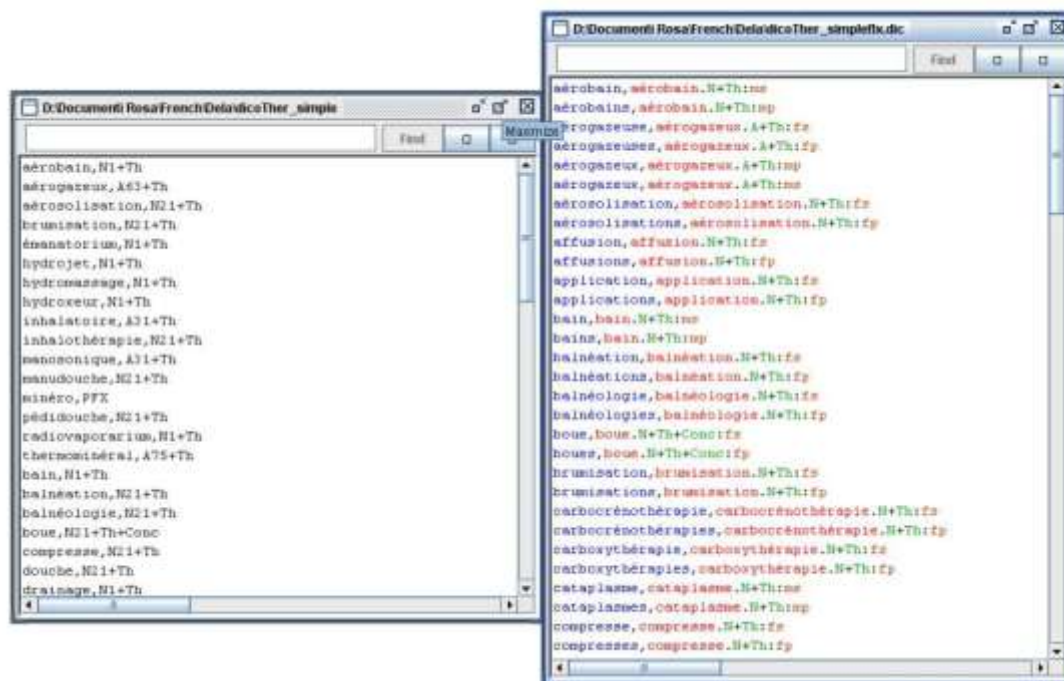 D:\Documenti Rosa\French\Dela\dicoTher_simple
Find
Maximize
aérobain,N1+Th
aérogazeux,A63+Th
aérosolisation,N21+Th
brumisation,N21+Th
émanatorium,N1+Th
hydrojet,N1+Th
hydromassage,N1+Th
hydroxeur,N1+Th
inhalatoire,A31+Th
inhalothérapie,N21+Th
manosonique,A31+Th
manudouche,N21+Th
minéro,PFX
pédidouche,N21+Th
radiovaporarium,N1+Th
thermominéral,A75+Th
bain,N1+Th
balnéation,N21+Th
balnéologie,N21+Th
boue,N21+Th+Conc
compresse,N21+Th
douche,N21+Th
drainage,N1+Th
D:\Documenti Rosa\French\Dela\dicoTher_simpleflx.dic
Find
aérobain,aérobain.N+Th:ms
aérobains,aérobain.N+Th:mp
aérogazeuse,aérogazeux.A+Th:fs
aérogazeuses,aérogazeux.A+Th:fp
aérogazeux,aérogazeux.A+Th:mp
aérogazeux,aérogazeux.A+Th:ms
aérosolisation,aérosolisation.N+Th:fs
aérosolisations,aérosolisation.N+Th:fp
affusion,affusion.N+Th:fs
affusions,affusion.N+Th:fp
application,application.N+Th:fs
applications,application.N+Th:fp
bain,bain.N+Th:ms
bains,bain.N+Th:mp
balnéation,balnéation.N+Th:fs
balnéations,balnéation.N+Th:fp
balnéologie,balnéologie.N+Th:fs
balnéologies,balnéologie.N+Th:fp
boue,boue.N+Th+Conc:fs
boues,boue.N+Th+Conc:fp
brumisation,brumisation.N+Th:fs
brumisations,brumisation.N+Th:fp
carbocrénothérapie,carbocrénothérapie.N+Th:fs
carbocrénothérapies,carbocrénothérapie.N+Th:fp
carboxythérapie,carboxythérapie.N+Th:fs
carboxythérapies,carboxythérapie.N+Th:fp
cataplasme,cataplasme.N+Th:ms
cataplasmes,cataplasme.N+Th:mp
compresse,compresse.N+Th:fs
compresses,compresse.N+Th:fp